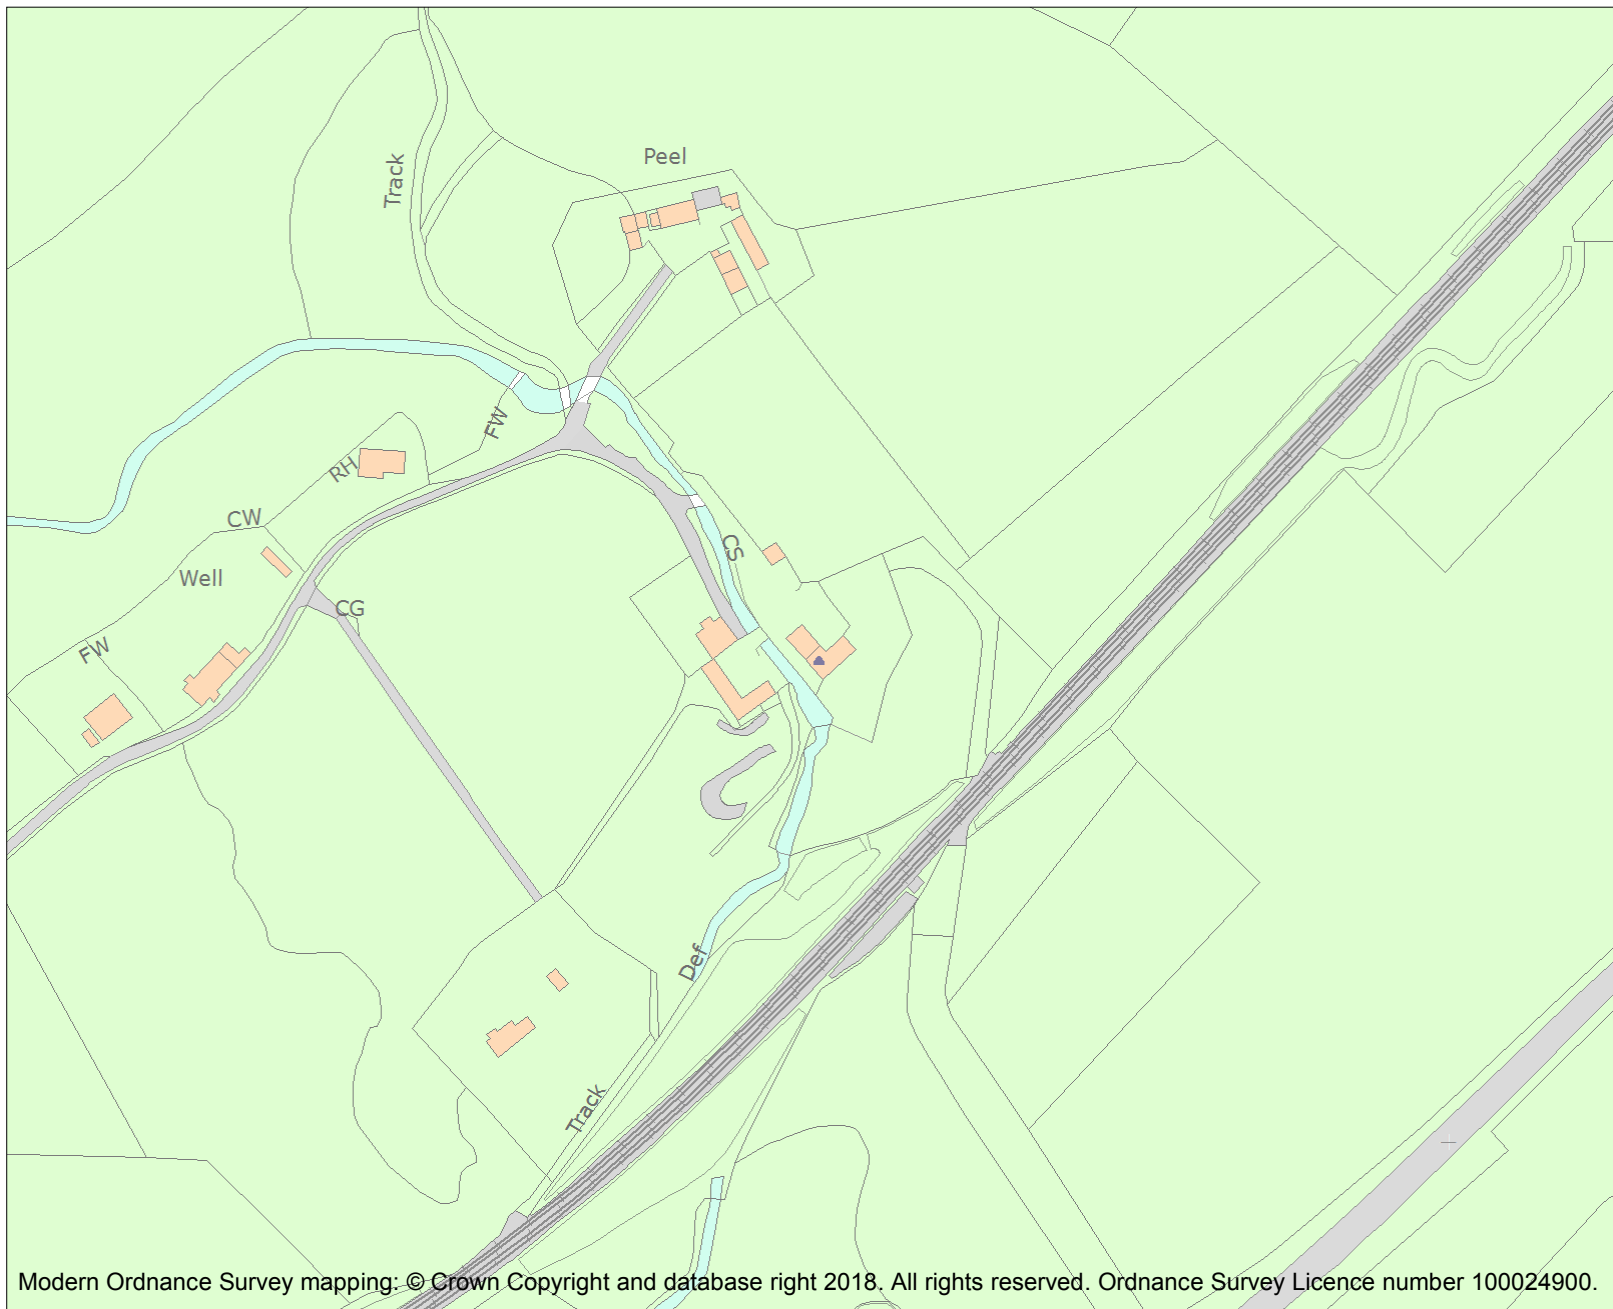 Peel
Track
FW
RH
CW
CS
Well
CG
FW
Def
Track
Modern Ordnance Survey mapping: © Crown Copyright and database right 2018. All rights reserved. Ordnance Survey Licence number 100024900.